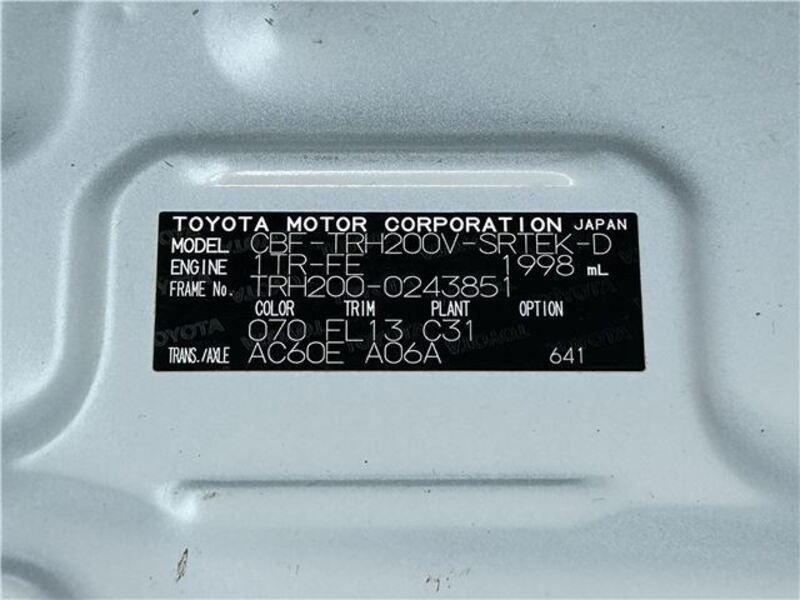 TOYOTA MOTOR CORPORATION JAPAN
MODEL CBF-TRH200V-SRTEK-D
ENGINE 1TR-FE 1998 mL
FRAME No. TRH200-0243851
COLOR TRIM PLANT OPTION
070 FL13 C31
TRANS./AXLE AC60E A06A 641